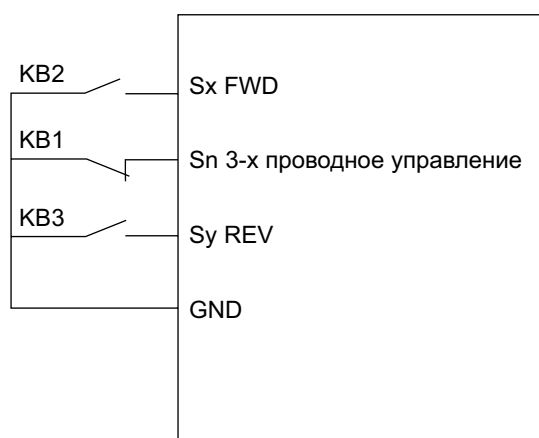 KB2
Sx FWD
KB1
Sn 3-х проводное управление
KB3
Sy REV
GND